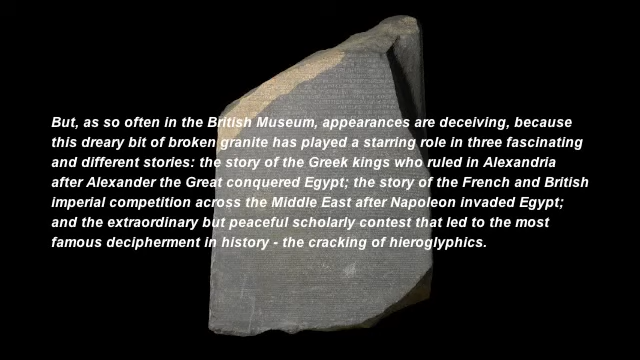 But, as so often in the British Museum, appearances are deceiving, because
this dreary bit of broken granite has played a starring role in three fascinating
and different stories: the story of the Greek kings who ruled in Alexandria
after Alexander the Great conquered Egypt; the story of the French and British
imperial competition across the Middle East after Napoleon invaded Egypt;
and the extraordinary but peaceful scholarly contest that led to the most
famous decipherment in history - the cracking of hieroglyphics.